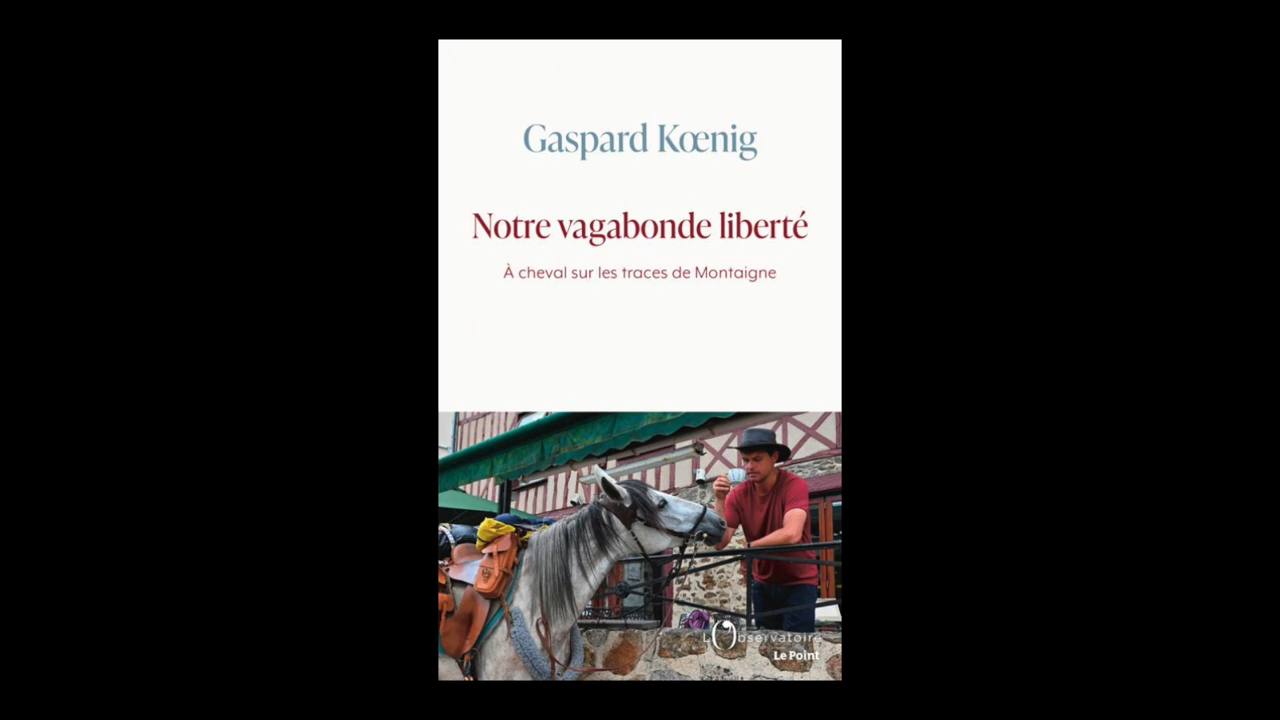 Gaspard Kœnig
Notre vagabonde liberté
À cheval sur les traces de Montaigne
L'Observatoire
Le Point